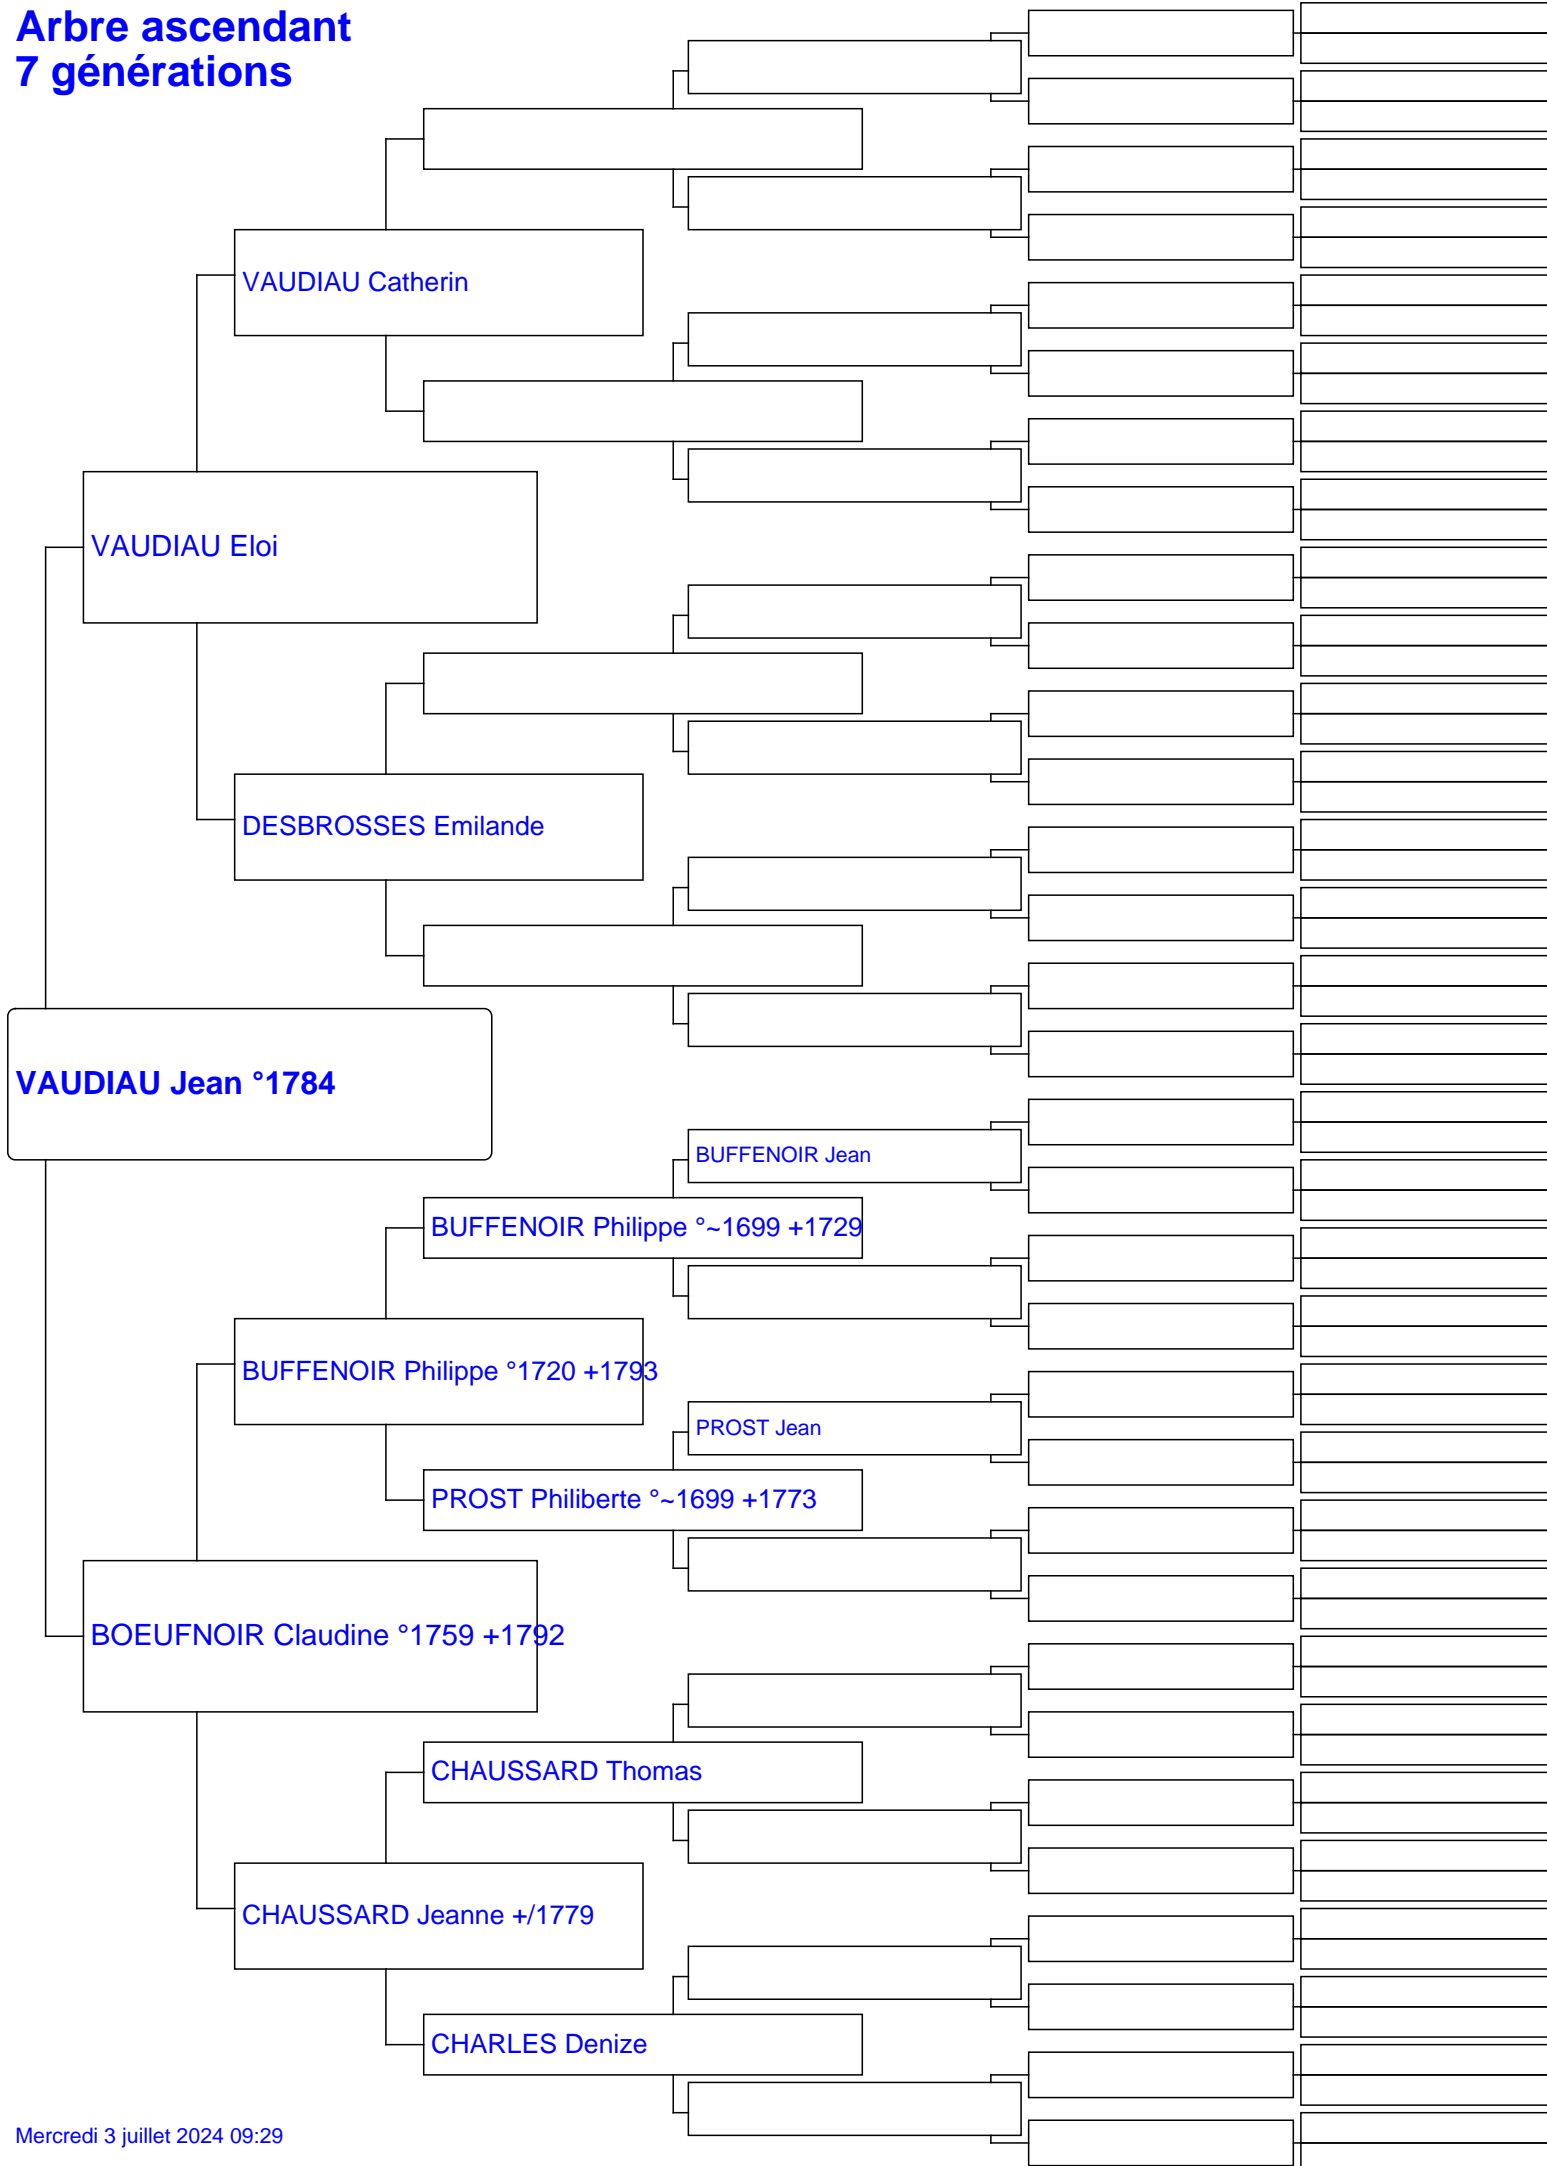 Arbre ascendant
7 générations
VAUDIAU Catherin
VAUDIAU Eloi
DESBROSSES Emilande
VAUDIAU Jean °1784
BUFFENOIR Jean
BUFFENOIR Philippe °~1699 +1729
BUFFENOIR Philippe °1720 +1793
PROST Jean
PROST Philiberte °~1699 +1773
BOEUFNOIR Claudine °1759 +1792
CHAUSSARD Thomas
CHAUSSARD Jeanne +/1779
CHARLES Denize
Mercredi 3 juillet 2024 09:29